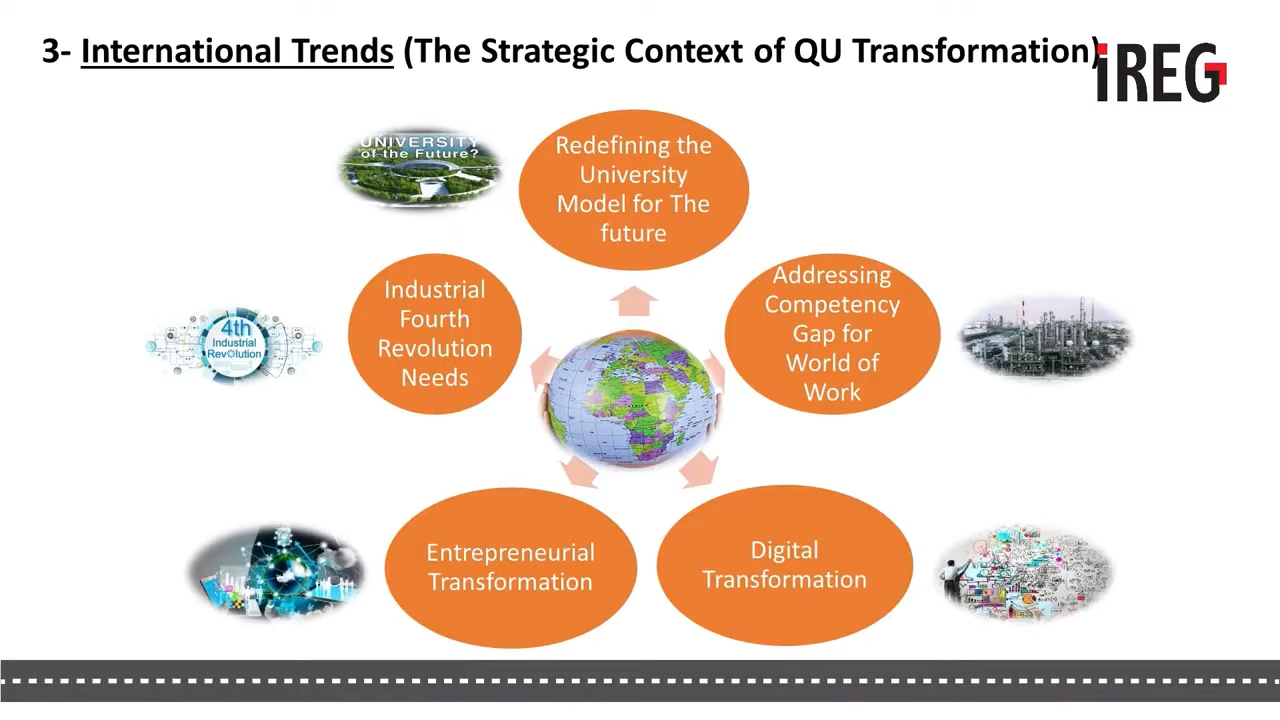 3- International Trends (The Strategic Context of QU Transformation)
iREG
UNIVERSITY
of the Future?
Redefining the
University
Model for The
future
Industrial
Fourth
Revolution
Needs
Addressing
Competency
Gap for
World of
Work
4th
Industrial
Revolution
Entrepreneurial
Transformation
Digital
Transformation